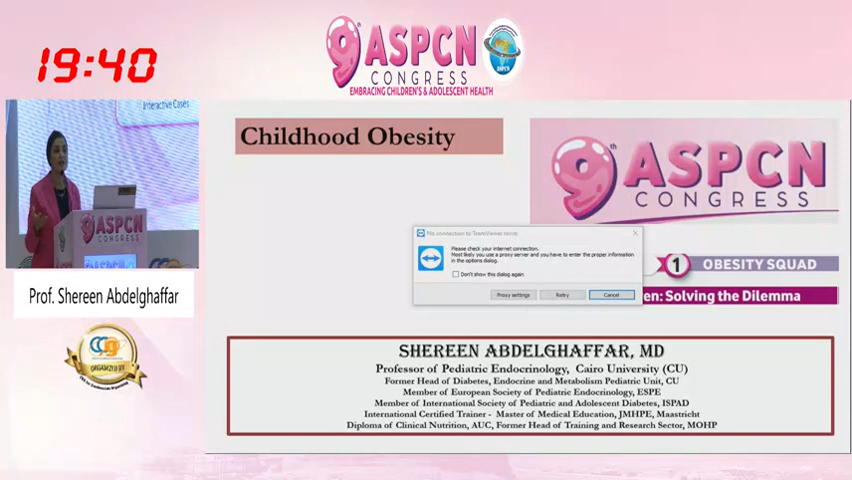 19:40
9th ASPCN
CONGRESS
EMBRACING CHILDREN'S & ADOLESCENT HEALTH
Interactive Cases
ASPCN
CONGRESS
Prof. Shereen Abdelghaffar
ORGANIZED BY
Childhood Obesity
9th ASPCN
CONGRESS
No connection to TeamViewer server
Please check your internet connection.
Most likely you use a proxy server and you have to enter the proper information
in the options dialog.
Don't show this dialog again
Proxy settings
Retry
Cancel
1 OBESITY SQUAD
en: Solving the Dilemma
SHEREEN ABDELGHAFFAR, MD
Professor of Pediatric Endocrinology, Cairo University (CU)
Former Head of Diabetes, Endocrine and Metabolism Pediatric Unit, CU
Member of European Society of Pediatric Endocrinology, ESPE
Member of International Society of Pediatric and Adolescent Diabetes, ISPAD
International Certified Trainer - Master of Medical Education, JMHPE, Maastricht
Diploma of Clinical Nutrition, AUC, Former Head of Training and Research Sector, MOHP